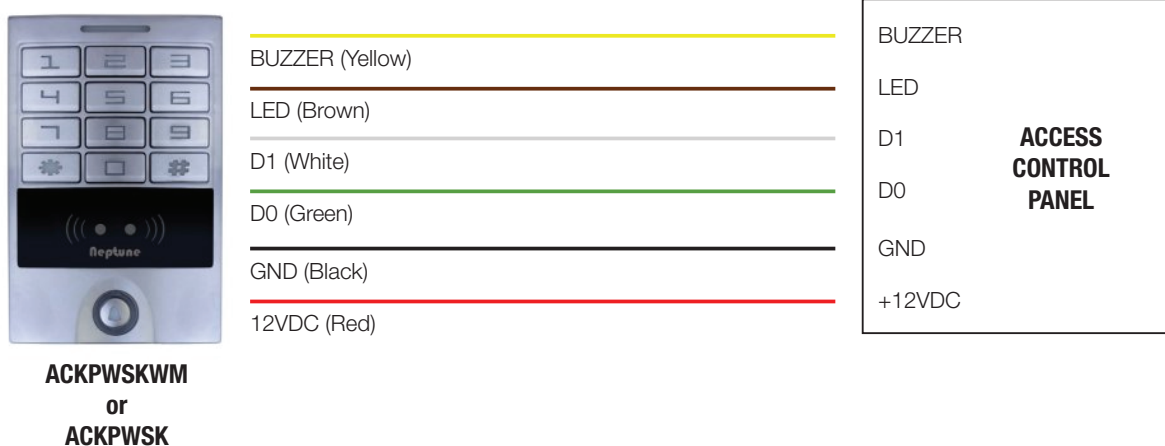 BUZZER (Yellow)
LED (Brown)
D1 (White)
D0 (Green)
GND (Black)
12VDC (Red)
BUZZER
LED
D1
D0
GND
+12VDC
ACCESS
CONTROL
PANEL
1 2 3
4 5 6
7 8 9
* 0 #
Neptune
ACKPWSKWM
or
ACKPWSK